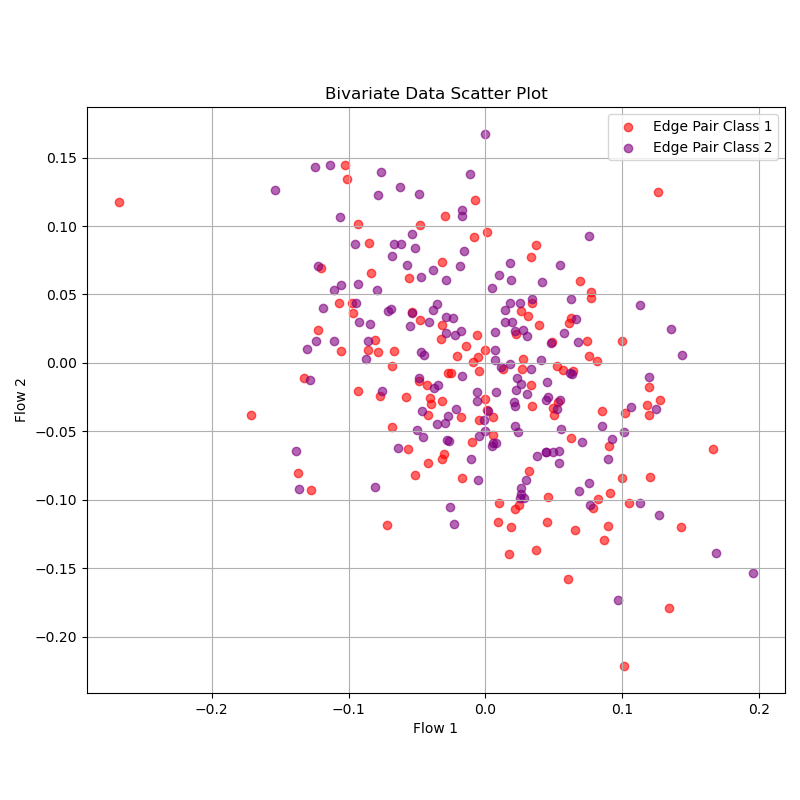 Bivariate Data Scatter Plot
Edge Pair Class 1
Edge Pair Class 2
0.15
0.10
0.05
0.00
−0.05
−0.10
−0.15
−0.20
Flow 2
−0.2
−0.1
0.0
0.1
0.2
Flow 1